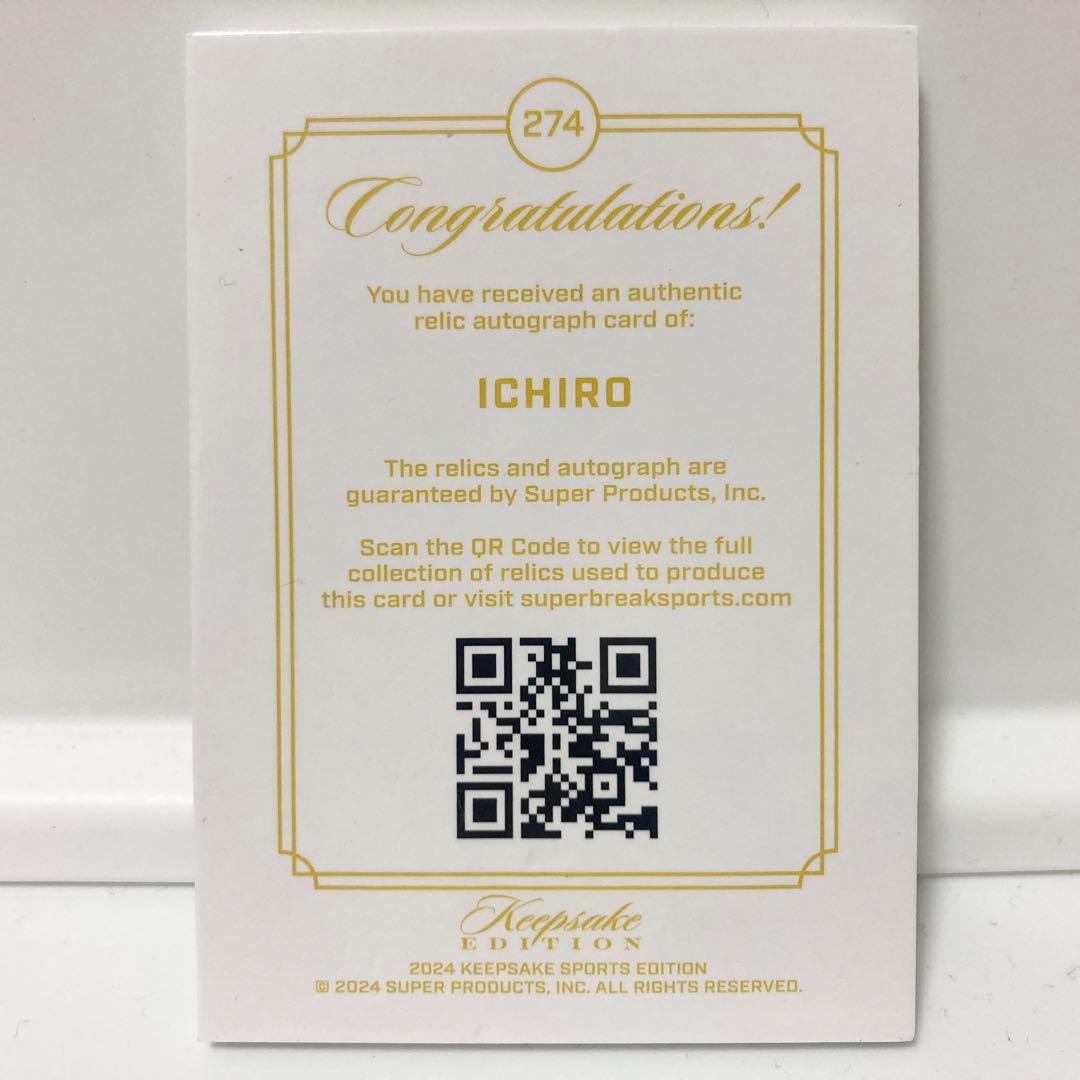 274
Congratulations!
You have received an authentic
relic autograph card of:
ICHIRO
The relics and autograph are
guaranteed by Super Products, Inc.
Scan the QR Code to view the full
collection of relics used to produce
this card or visit superbreaksports.com
Keepsake
EDITION
2024 KEEPSAKE SPORTS EDITION
© 2024 SUPER PRODUCTS, INC. ALL RIGHTS RESERVED.